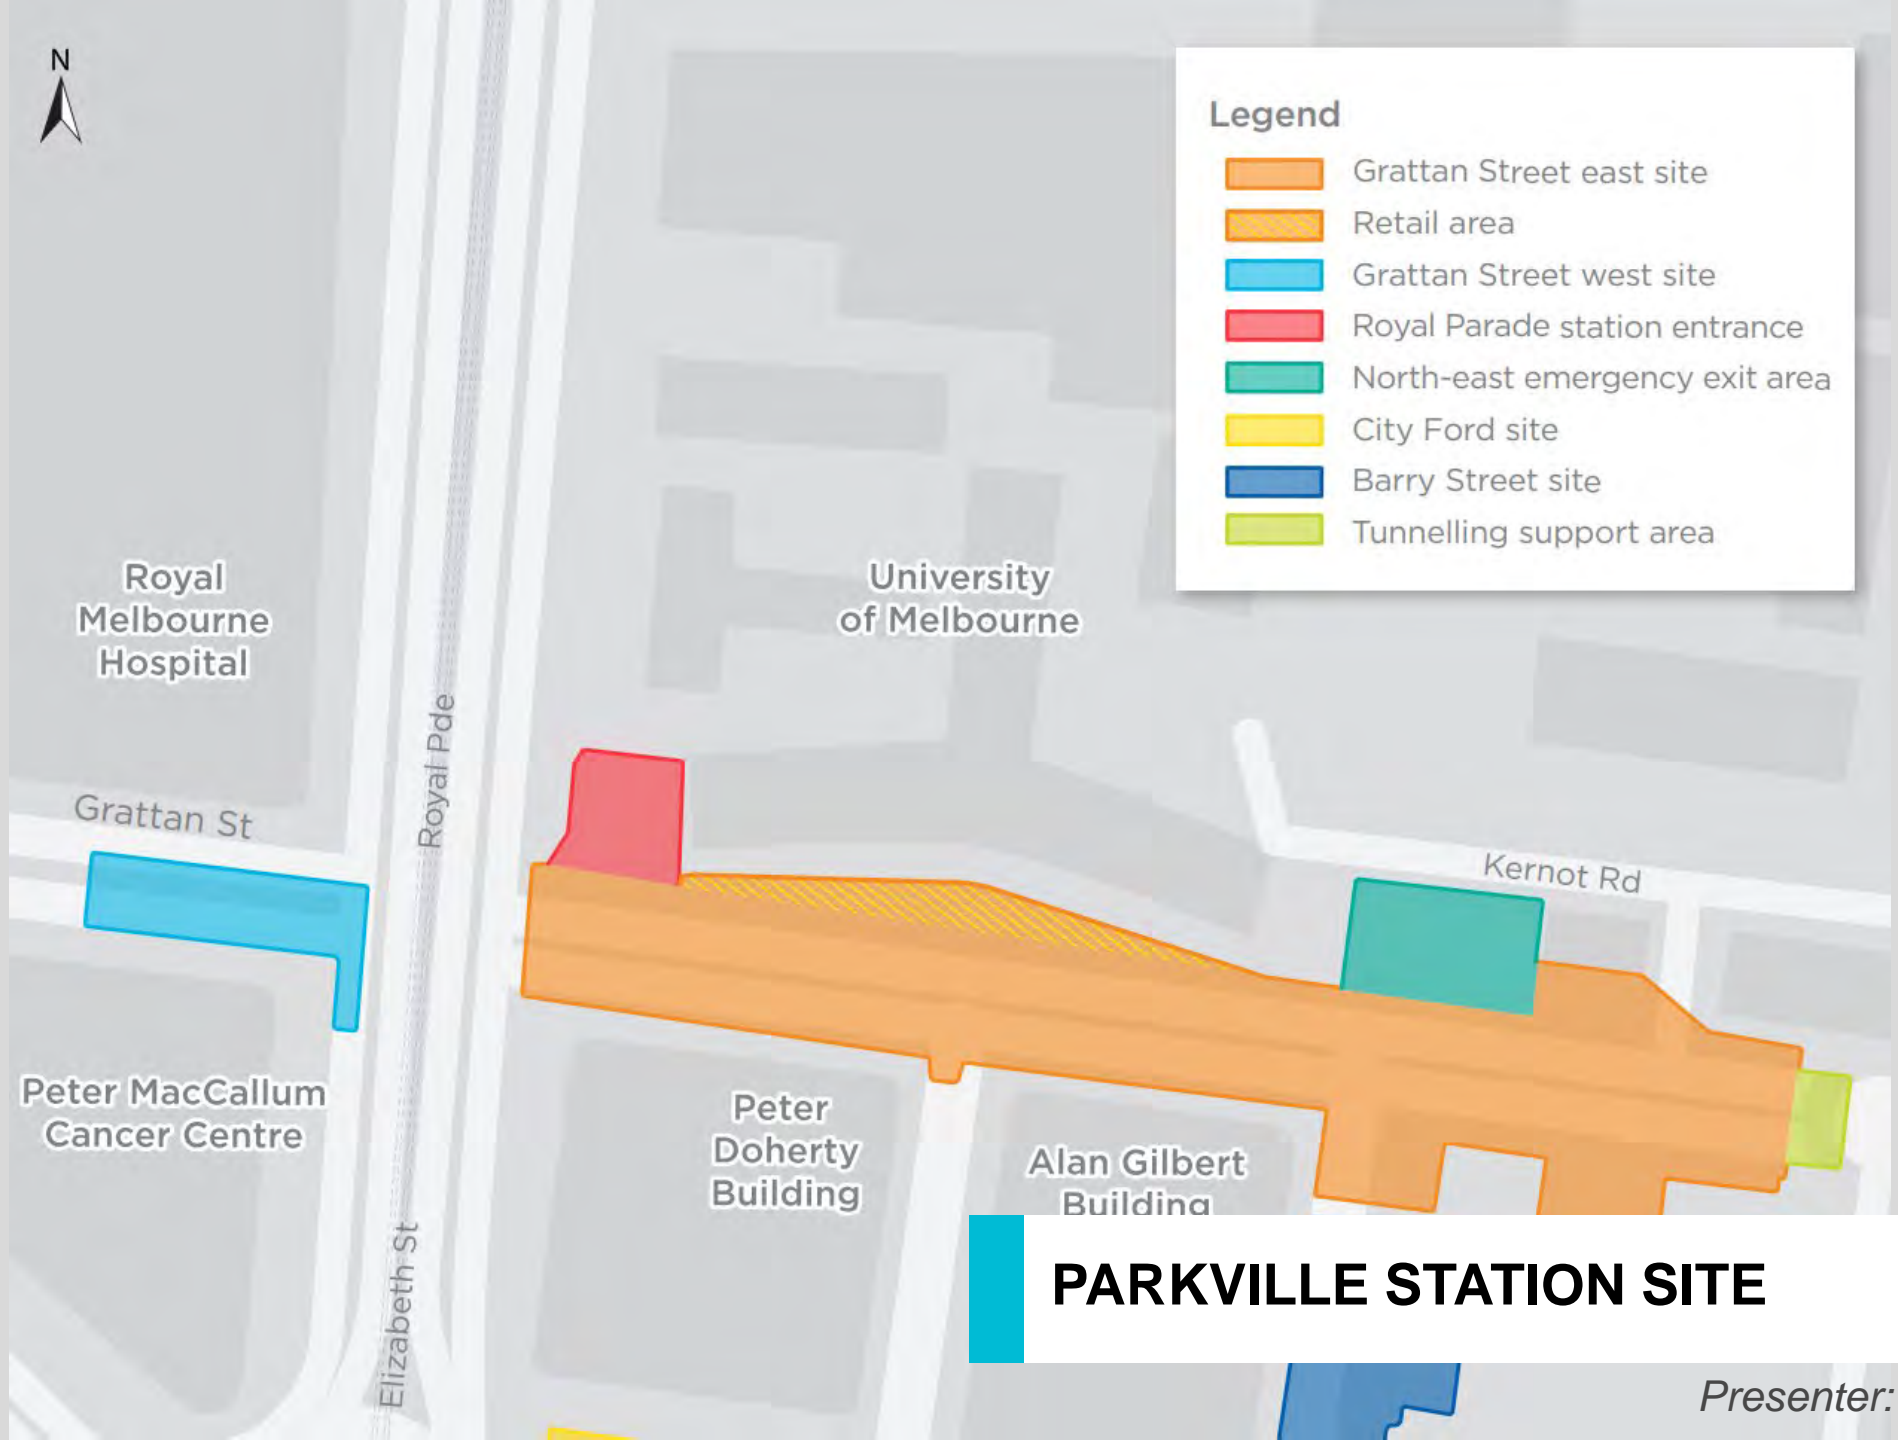 N
Legend
Grattan Street east site
Retail area
Grattan Street west site
Royal Parade station entrance
North-east emergency exit area
City Ford site
Barry Street site
Tunnelling support area
Royal
Melbourne
Hospital
University
of Melbourne
Royal Pde
Grattan St
Kernot Rd
Peter MacCallum
Cancer Centre
Peter
Doherty
Building
Alan Gilbert
Building
Elizabeth St
PARKVILLE STATION SITE
Presenter: